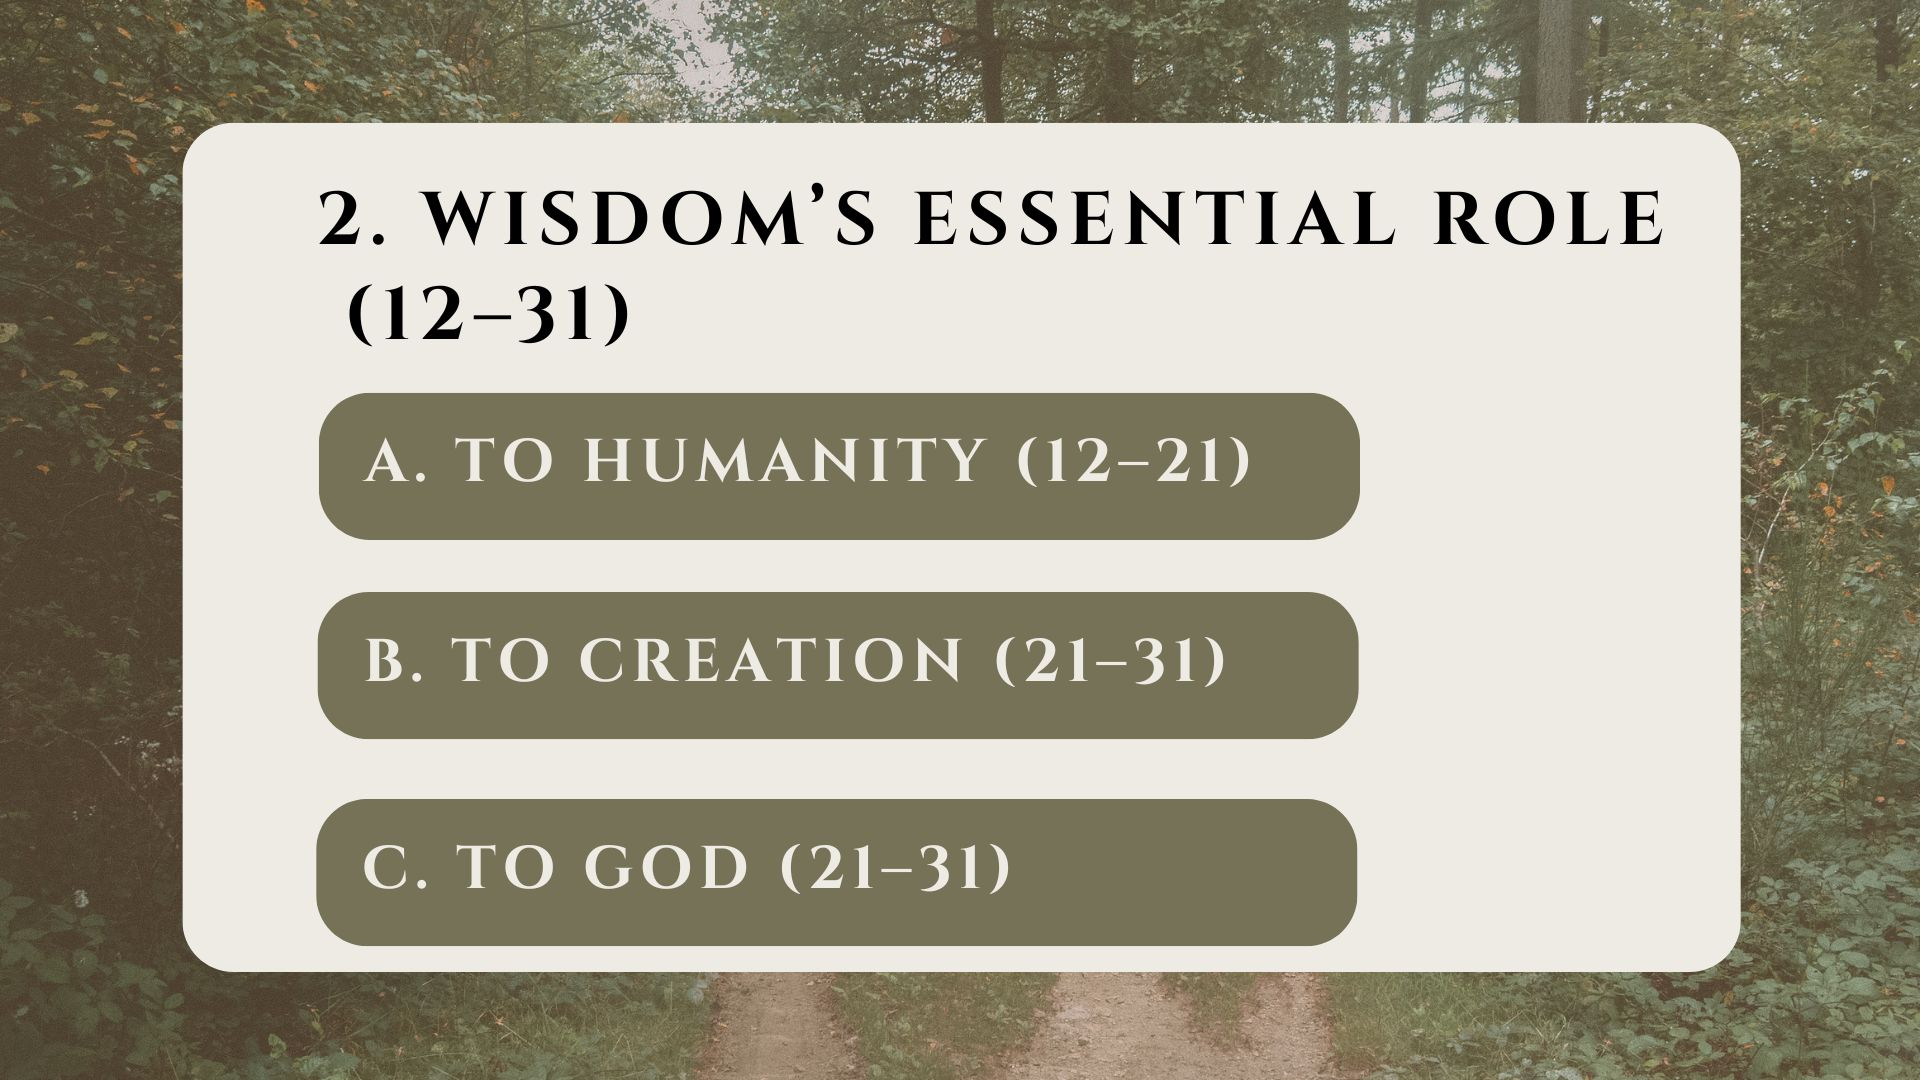 2. WISDOM’S ESSENTIAL ROLE
(12–31)
A. TO HUMANITY (12–21)
B. TO CREATION (21–31)
C. TO GOD (21–31)